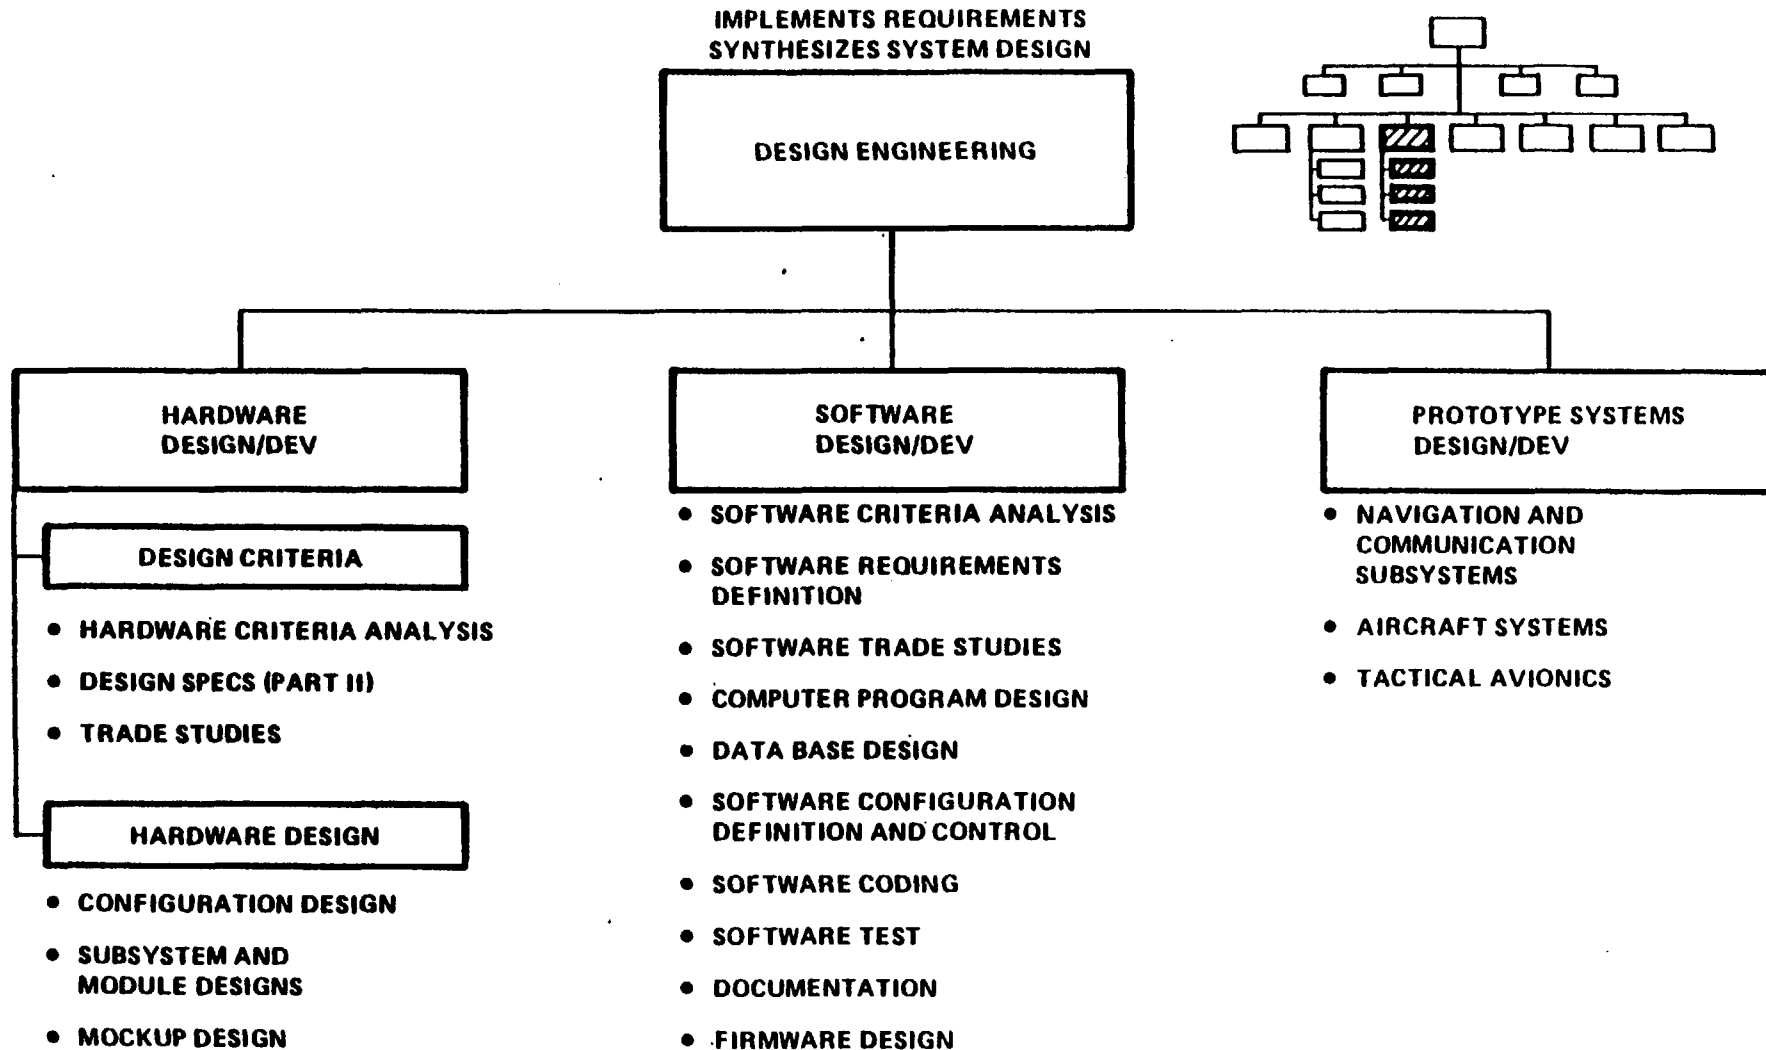 IMPLEMENTS REQUIREMENTS
SYNTHESIZES SYSTEM DESIGN
DESIGN ENGINEERING
HARDWARE
DESIGN/DEV
DESIGN CRITERIA
• HARDWARE CRITERIA ANALYSIS
• DESIGN SPECS (PART II)
• TRADE STUDIES
HARDWARE DESIGN
• CONFIGURATION DESIGN
• SUBSYSTEM AND
MODULE DESIGNS
• MOCKUP DESIGN
SOFTWARE
DESIGN/DEV
• SOFTWARE CRITERIA ANALYSIS
• SOFTWARE REQUIREMENTS
DEFINITION
• SOFTWARE TRADE STUDIES
• COMPUTER PROGRAM DESIGN
• DATA BASE DESIGN
• SOFTWARE CONFIGURATION
DEFINITION AND CONTROL
• SOFTWARE CODING
• SOFTWARE TEST
• DOCUMENTATION
• FIRMWARE DESIGN
PROTOTYPE SYSTEMS
DESIGN/DEV
• NAVIGATION AND
COMMUNICATION
SUBSYSTEMS
• AIRCRAFT SYSTEMS
• TACTICAL AVIONICS